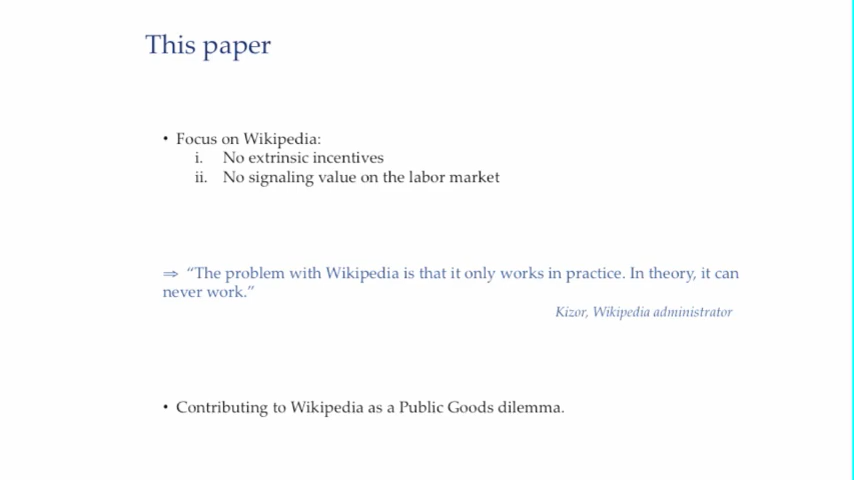 This paper
• Focus on Wikipedia:
i. No extrinsic incentives
ii. No signaling value on the labor market
⇒ “The problem with Wikipedia is that it only works in practice. In theory, it can
never work.”
Kizor, Wikipedia administrator
• Contributing to Wikipedia as a Public Goods dilemma.